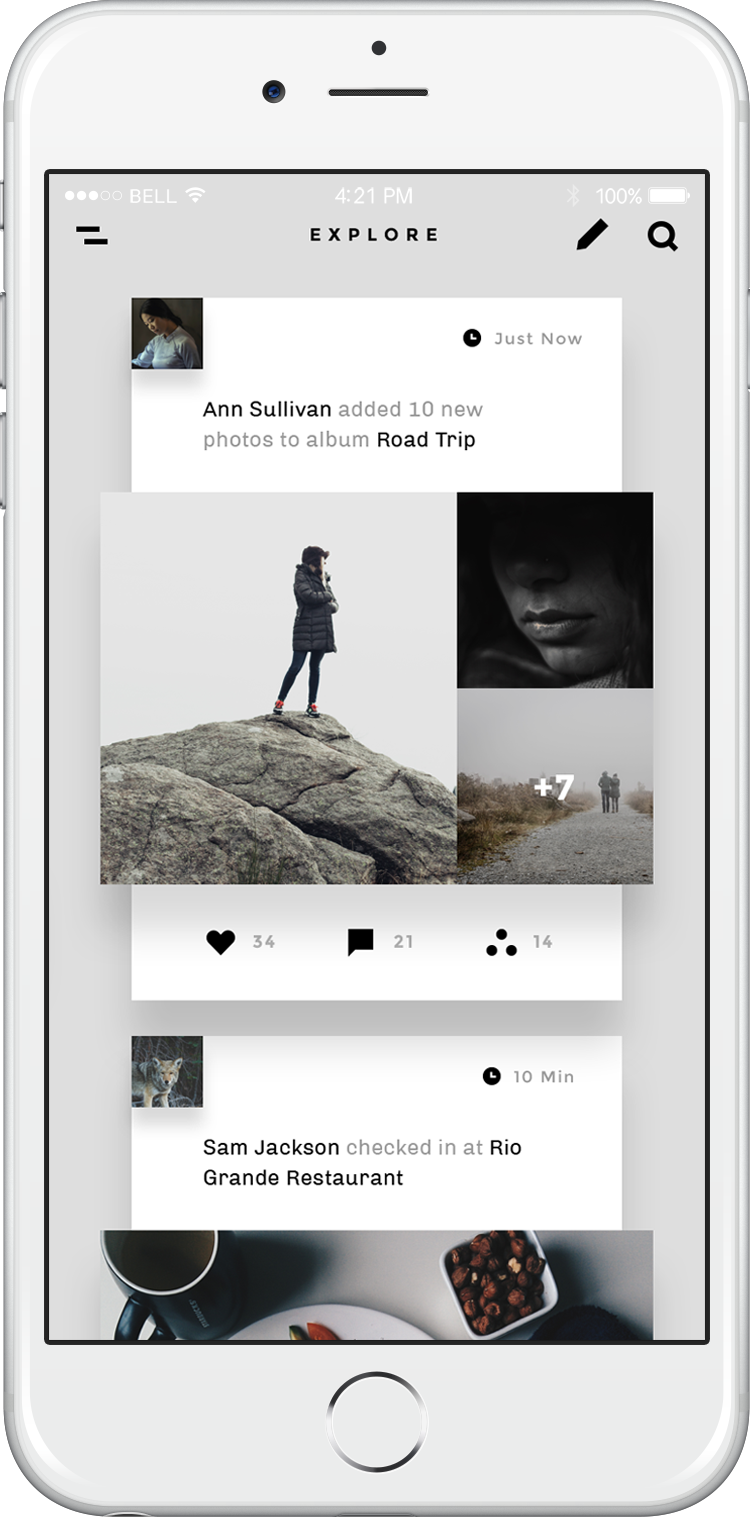 BELL 4:21 PM 100%
EXPLORE
Just Now
Ann Sullivan added 10 new
photos to album Road Trip
+7
34 21 14
10 Min
Sam Jackson checked in at Rio
Grande Restaurant